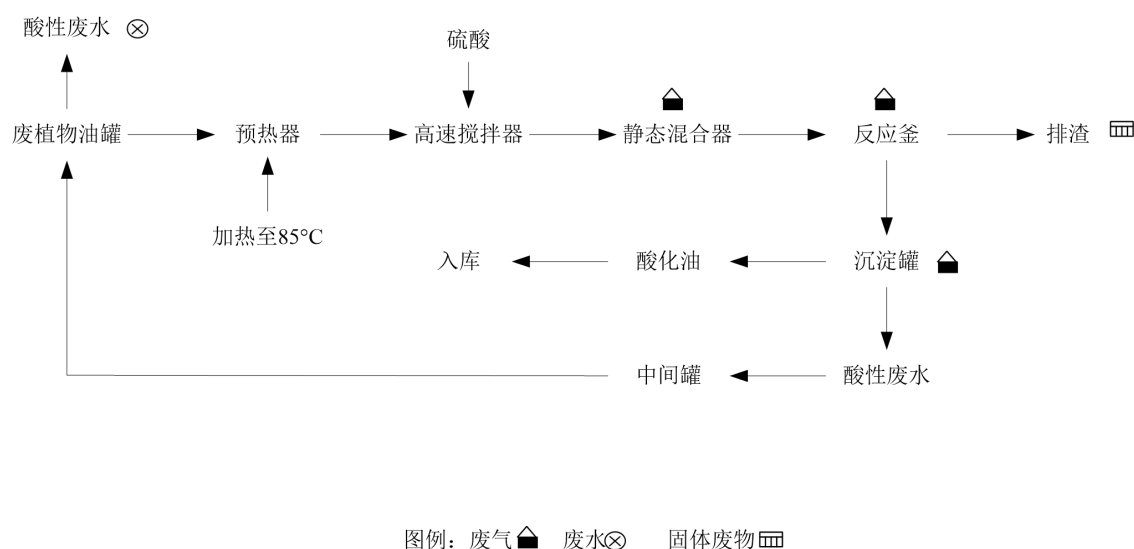 酸性废水
硫酸
废植物油罐
预热器
高速搅拌器
静态混合器
反应釜
排渣
加热至85°C
入库
酸化油
沉淀罐
中间罐
酸性废水
图例：废气 废水 固体废物